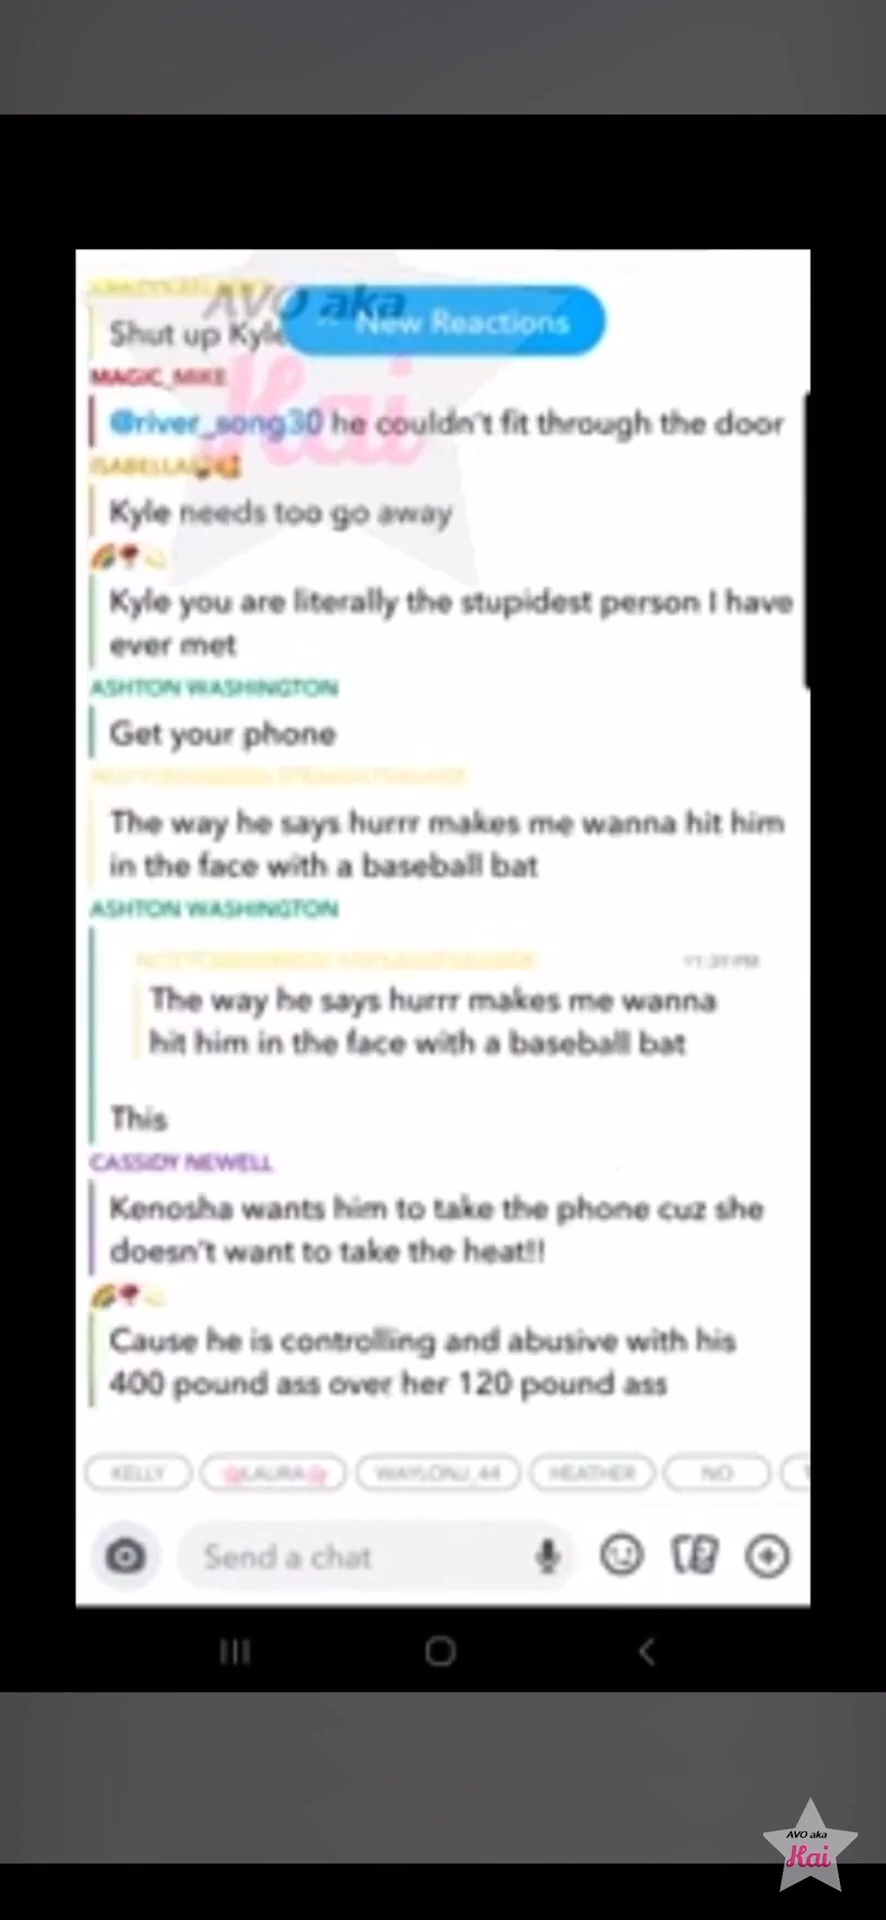 AVO aka
Kai
New Reactions
Shut up Kyle
MAGIC_MIKE
@river_song30 he couldn't fit through the door
ISABELLA
Kyle needs too go away
Kyle you are literally the stupidest person I have
ever met
ASHTON WASHINGTON
Get your phone
The way he says hurrr makes me wanna hit him
in the face with a baseball bat
ASHTON WASHINGTON
The way he says hurrr makes me wanna
hit him in the face with a baseball bat
This
CASSIDY NEWELL
Kenosha wants him to take the phone cuz she
doesn't want to take the heat!!
Cause he is controlling and abusive with his
400 pound ass over her 120 pound ass
KELLY
LAURA
WAYLONJ_44
HEATHER
NO
Send a chat
AVO aka
Kai